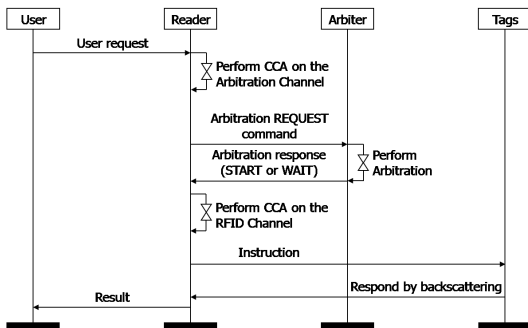 User
Reader
Arbiter
Tags
User request
Perform CCA on the
Arbitration Channel
Arbitration REQUEST
command
Arbitration response
(START or WAIT)
Perform
Arbitration
Perform CCA on the
RFID Channel
Instruction
Respond by backscattering
Result